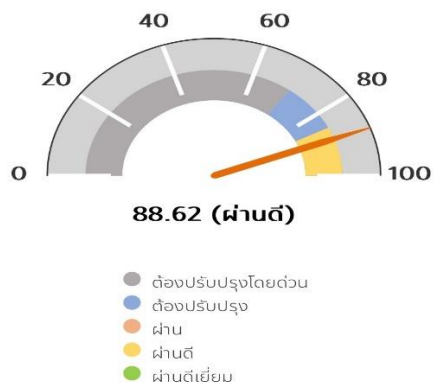 40 60
20 80
0 100
88.62 (ผ่านดี)
ต้องปรับปรุงโดยด่วน
ต้องปรับปรุง
ผ่าน
ผ่านดี
ผ่านดีเยี่ยม